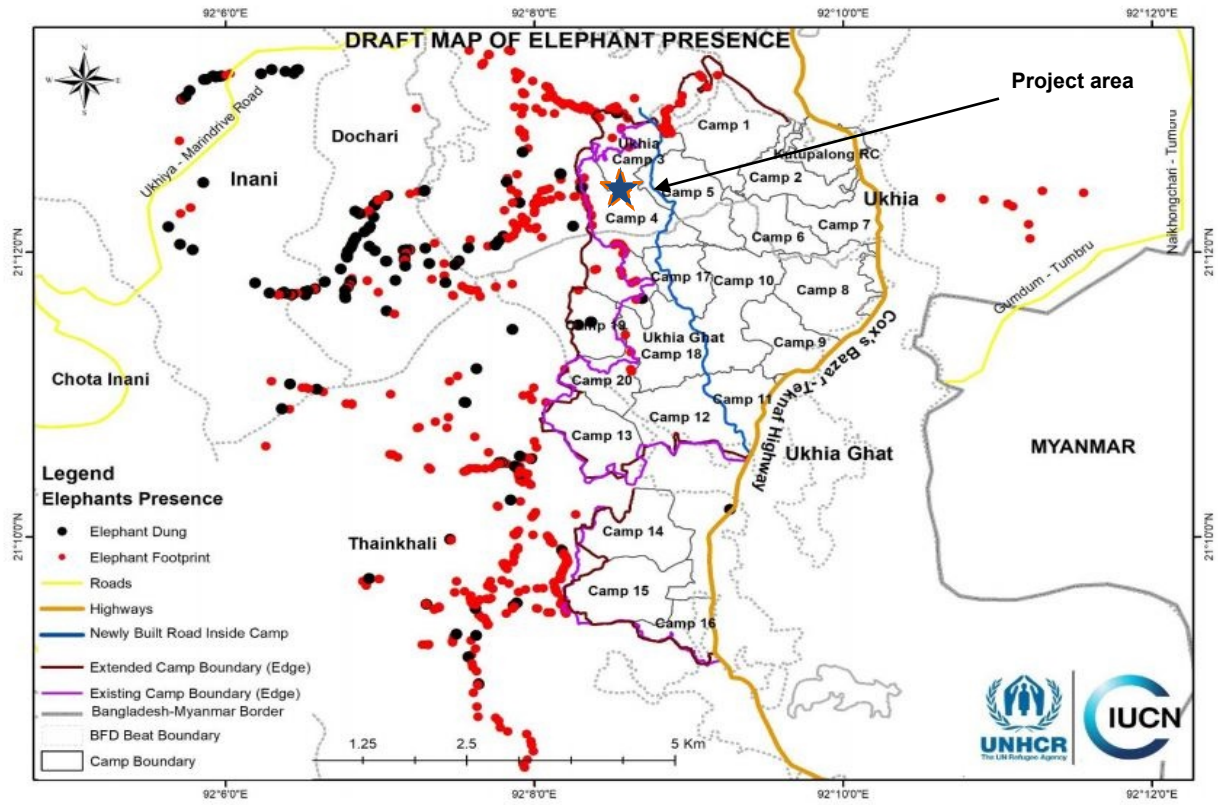 92°6'0"E
92°8'0"E
92°10'0"E
92°12'0"E
DRAFT MAP OF ELEPHANT PRESENCE
N
W
E
S
Project area
Ukhiya - Marindrive Road
Dochari
Inani
Camp 1
Ukhia
Camp 3
Kutupalong RC
Camp 2
Camp 5
Ukhia
Camp 4
Camp 7
Camp 6
Naikhongchari - Tumbru
21°12'0"N
21°12'0"N
Camp 17
Camp 10
Camp 8
Gumdum - Tumbru
Camp 19
Ukhia Ghat
Camp 18
Camp 9
Cox's Bazar-Teknaf Highway
Chota Inani
Camp 20
Camp 11
Camp 12
Camp 13
Ukhia Ghat
MYANMAR
Legend
Elephants Presence
Elephant Dung
Elephant Footprint
Roads
Highways
Newly Built Road Inside Camp
Extended Camp Boundary (Edge)
Existing Camp Boundary (Edge)
Bangladesh-Myanmar Border
BFD Beat Boundary
Camp Boundary
21°10'0"N
21°10'0"N
Thainkhali
Camp 14
Camp 15
Camp 16
1.25
2.5
5 Km
UNHCR
The UN Refugee Agency
IUCN
92°6'0"E
92°8'0"E
92°10'0"E
92°12'0"E